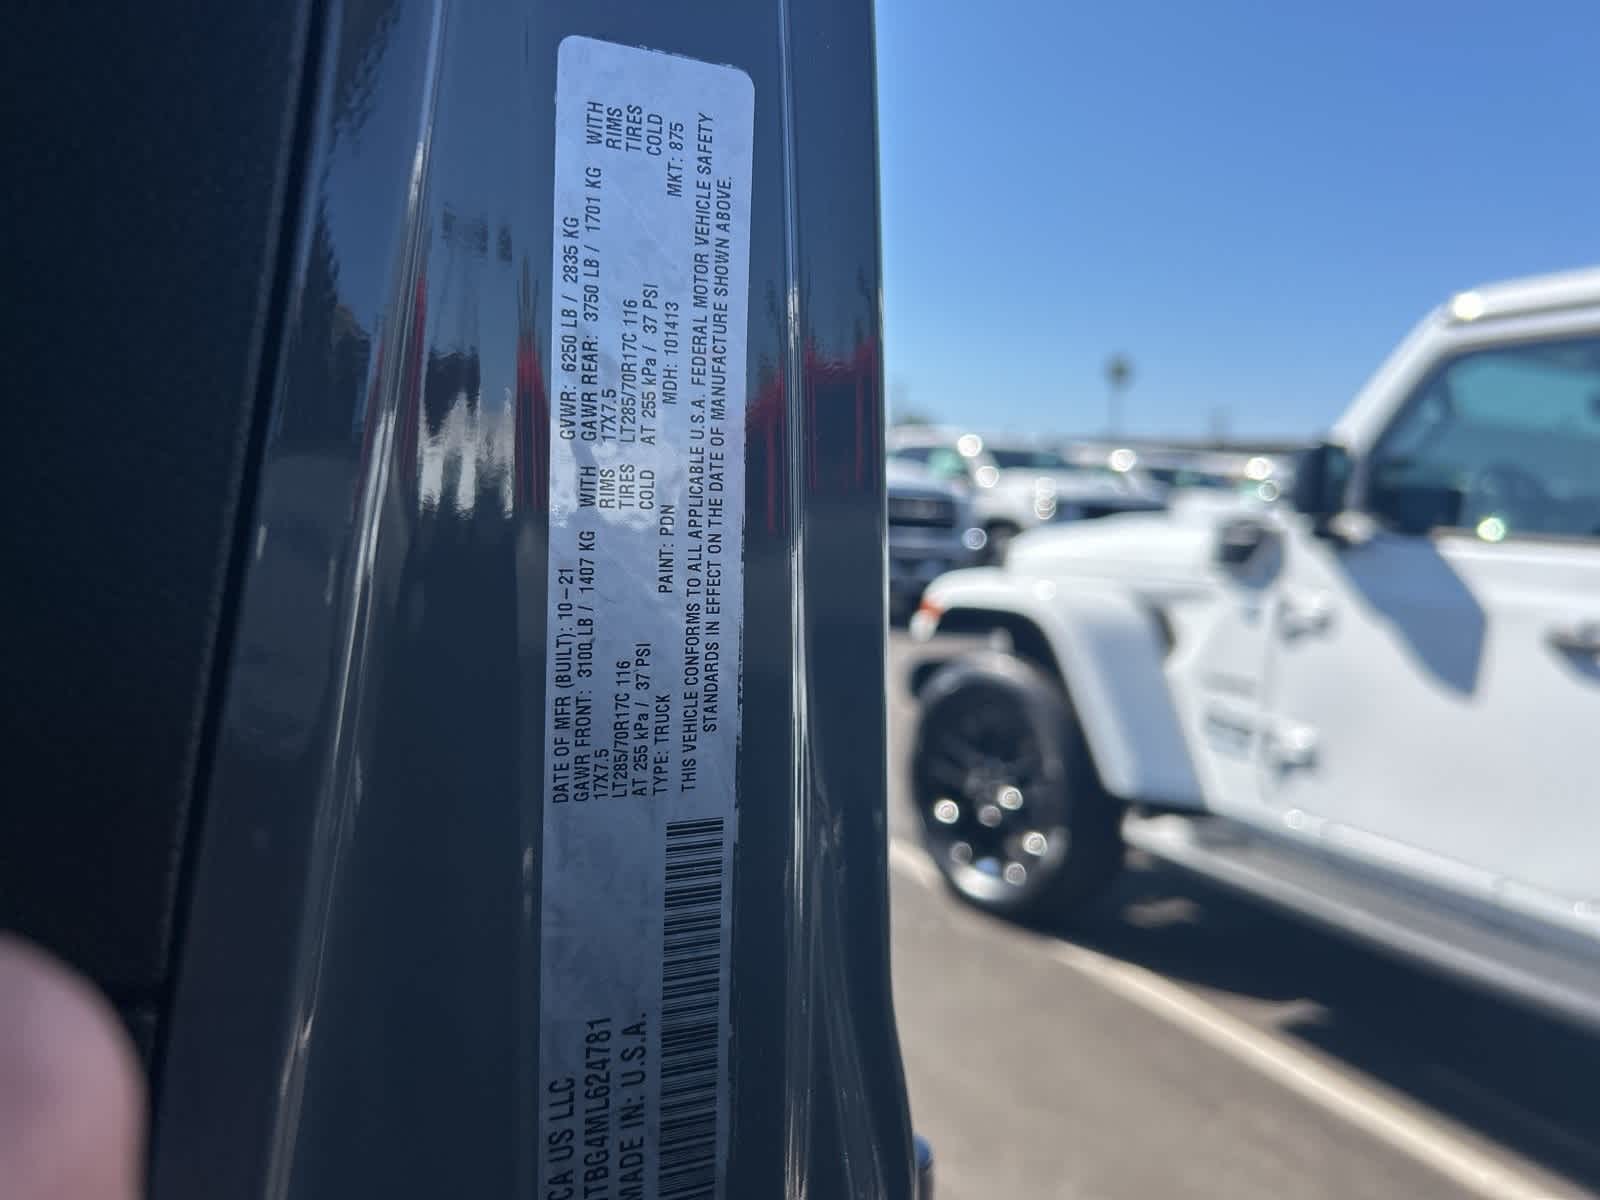 CA US LLC
TBG4ML624781
MADE IN: U.S.A.
DATE OF MFR (BUILT): 10-21 GVWR: 6250 LB / 2835 KG
GAWR FRONT: 3100 LB / 1407 KG WITH GAWR REAR: 3750 LB / 1701 KG WITH
17X7.5 RIMS 17X7.5 RIMS
LT285/70R17C 116 TIRES LT285/70R17C 116 TIRES
AT 255 kPa / 37 PSI COLD AT 255 kPa / 37 PSI COLD
TYPE: TRUCK PAINT: PDN MDH: 101413 MKT: 875
THIS VEHICLE CONFORMS TO ALL APPLICABLE U.S.A. FEDERAL MOTOR VEHICLE SAFETY
STANDARDS IN EFFECT ON THE DATE OF MANUFACTURE SHOWN ABOVE.